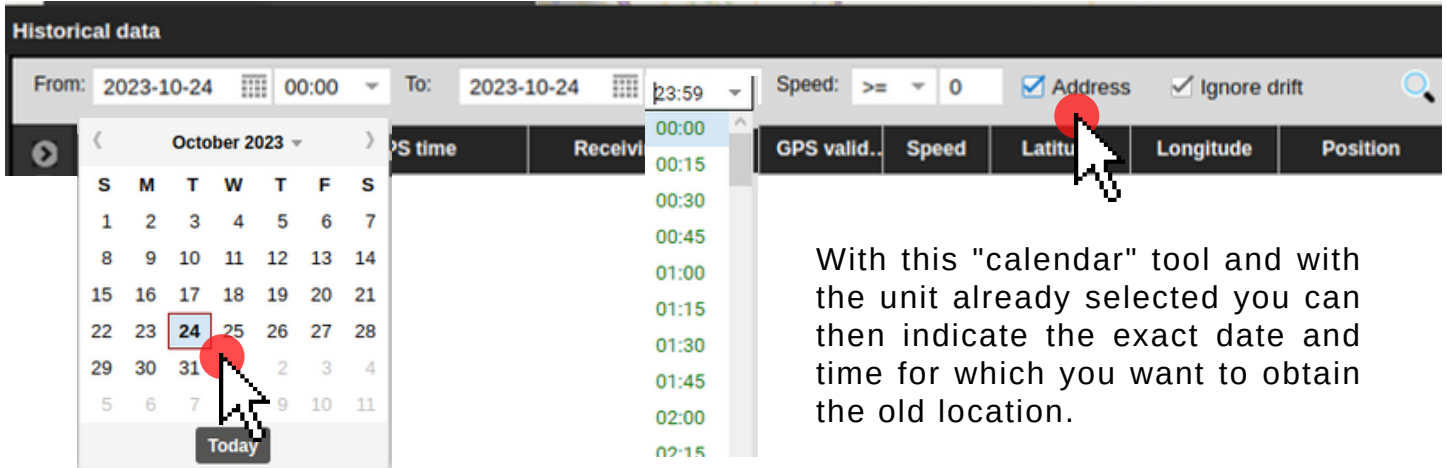 Historical data
From: 2023-10-24 00:00 To: 2023-10-24 23:59 Speed: >= 0 Address Ignore drift
PS time Receivi GPS valid.. Speed Latitu Longitude Position
October 2023
S M T W T F S
1 2 3 4 5 6 7
8 9 10 11 12 13 14
15 16 17 18 19 20 21
22 23 24 25 26 27 28
29 30 31 2 3 4
5 6 7 9 10 11
Today
00:00
00:15
00:30
00:45
01:00
01:15
01:30
01:45
02:00
02:15
With this "calendar" tool and with
the unit already selected you can
then indicate the exact date and
time for which you want to obtain
the old location.